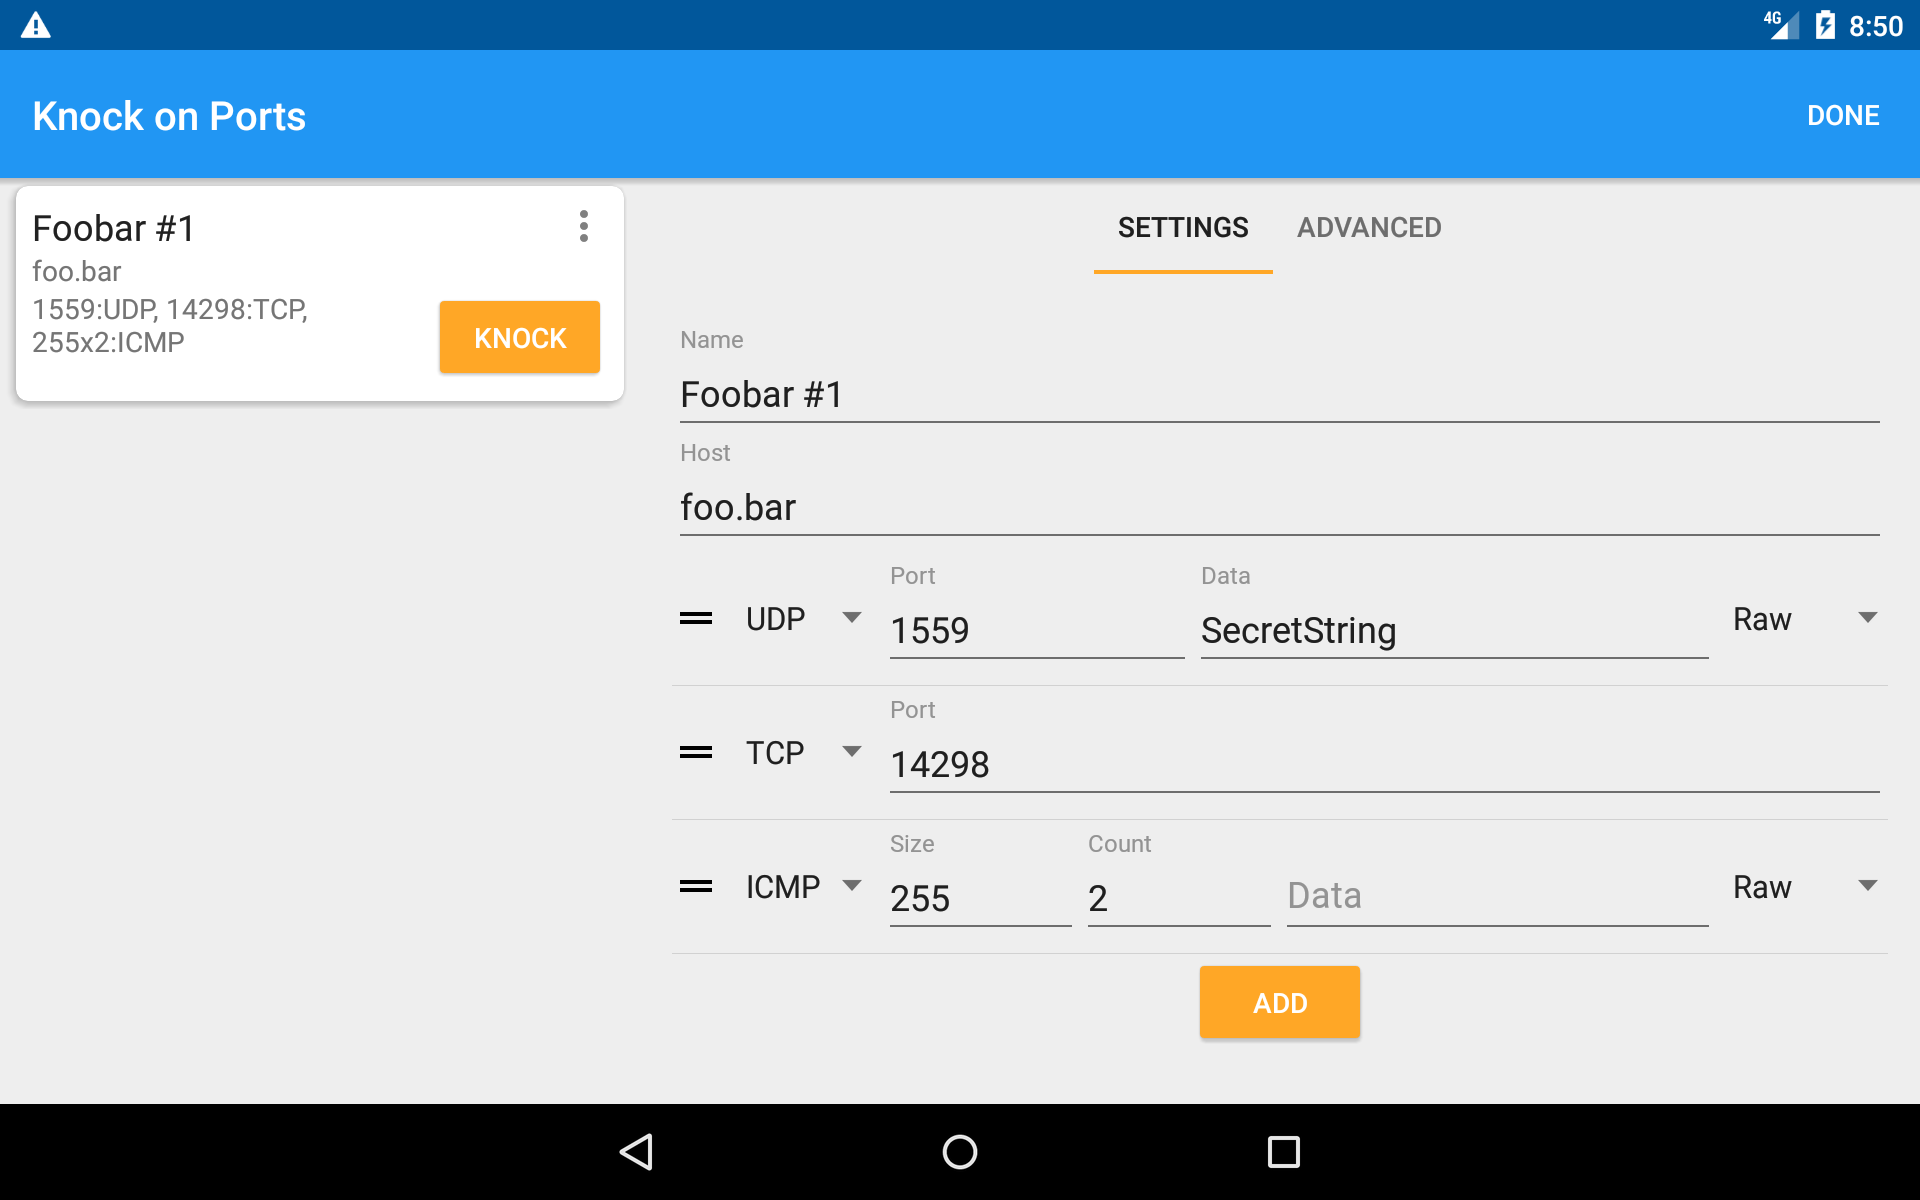 4G 8:50
Knock on Ports
DONE
Foobar #1
foo.bar
1559:UDP, 14298:TCP,
255x2:ICMP
KNOCK
SETTINGS ADVANCED
Name
Foobar #1
Host
foo.bar
Port Data
UDP 1559 SecretString Raw
Port
TCP 14298
Size Count
ICMP 255 2 Data Raw
ADD